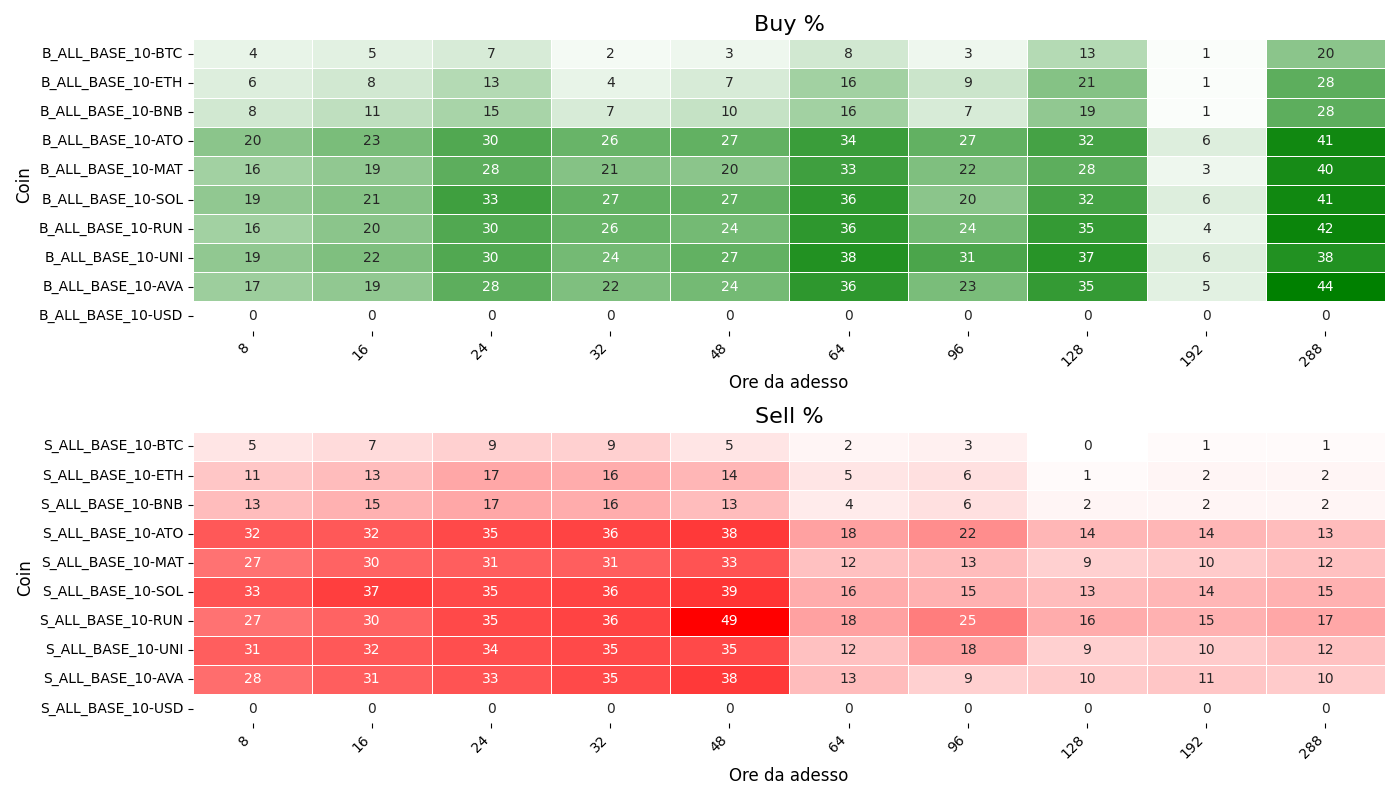 Buy %
Coin
B_ALL_BASE_10-BTC 4 5 7 2 3 8 3 13 1 20
B_ALL_BASE_10-ETH 6 8 13 4 7 16 9 21 1 28
B_ALL_BASE_10-BNB 8 11 15 7 10 16 7 19 1 28
B_ALL_BASE_10-ATO 20 23 30 26 27 34 27 32 6 41
B_ALL_BASE_10-MAT 16 19 28 21 20 33 22 28 3 40
B_ALL_BASE_10-SOL 19 21 33 27 27 36 20 32 6 41
B_ALL_BASE_10-RUN 16 20 30 26 24 36 24 35 4 42
B_ALL_BASE_10-UNI 19 22 30 24 27 38 31 37 6 38
B_ALL_BASE_10-AVA 17 19 28 22 24 36 23 35 5 44
B_ALL_BASE_10-USD 0 0 0 0 0 0 0 0 0 0
8 16 24 32 48 64 96 128 192 288
Ore da adesso
Sell %
Coin
S_ALL_BASE_10-BTC 5 7 9 9 5 2 3 0 1 1
S_ALL_BASE_10-ETH 11 13 17 16 14 5 6 1 2 2
S_ALL_BASE_10-BNB 13 15 17 16 13 4 6 2 2 2
S_ALL_BASE_10-ATO 32 32 35 36 38 18 22 14 14 13
S_ALL_BASE_10-MAT 27 30 31 31 33 12 13 9 10 12
S_ALL_BASE_10-SOL 33 37 35 36 39 16 15 13 14 15
S_ALL_BASE_10-RUN 27 30 35 36 49 18 25 16 15 17
S_ALL_BASE_10-UNI 31 32 34 35 35 12 18 9 10 12
S_ALL_BASE_10-AVA 28 31 33 35 38 13 9 10 11 10
S_ALL_BASE_10-USD 0 0 0 0 0 0 0 0 0 0
8 16 24 32 48 64 96 128 192 288
Ore da adesso